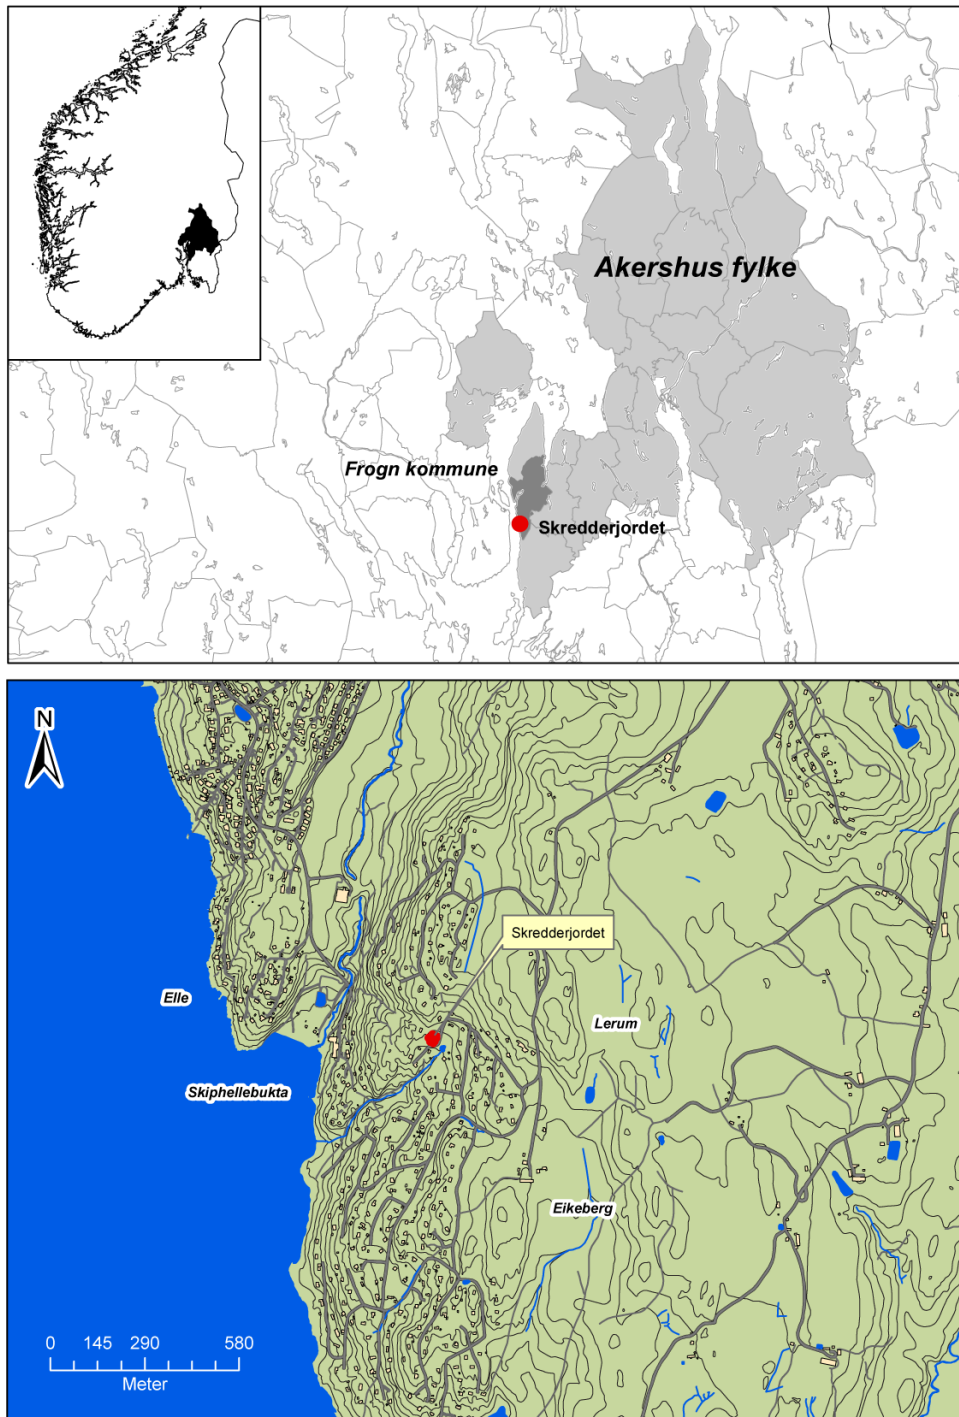 Akershus fylke
Frogn kommune
Skredderjordet
N
Skredderjordet
Elle
Lerum
Skiphellebukta
Eikeberg
0 145 290 580
Meter